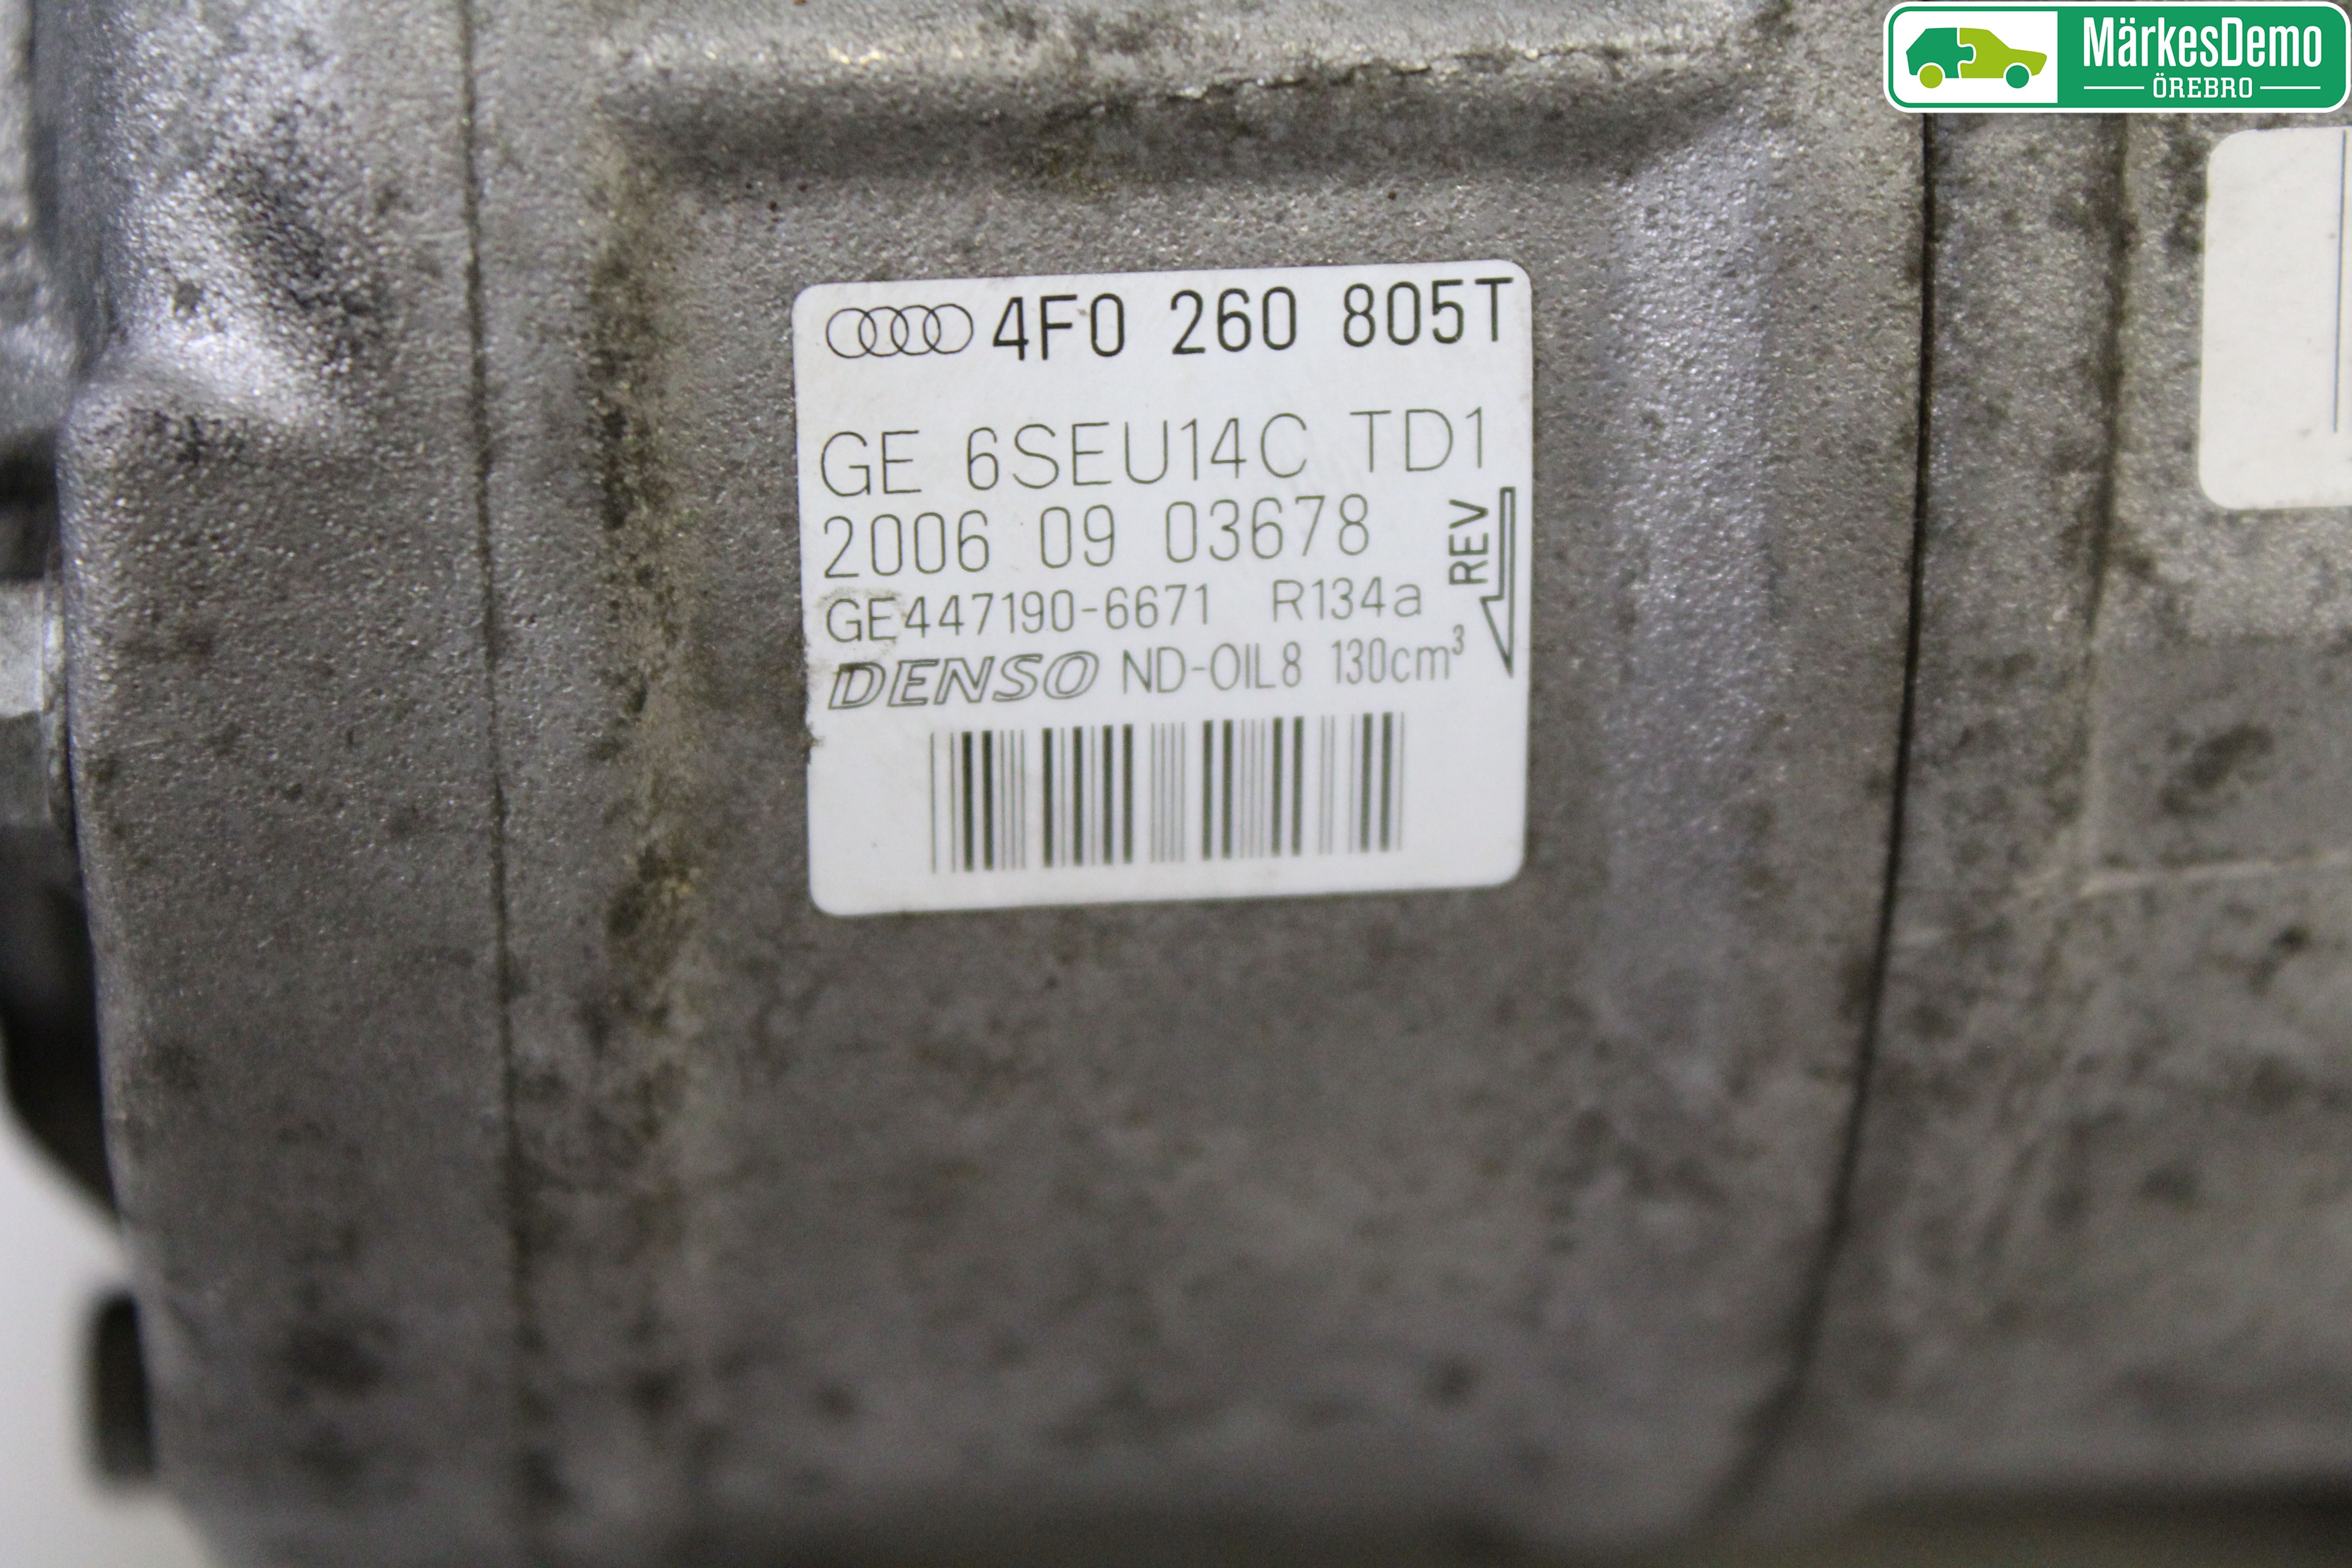 MärkesDemo
ÖREBRO
4F0 260 805T
GE 6SEU14C TD1
2006 09 03678
REV
GE447190-6671 R134a
DENSO ND-OIL8 130cm³